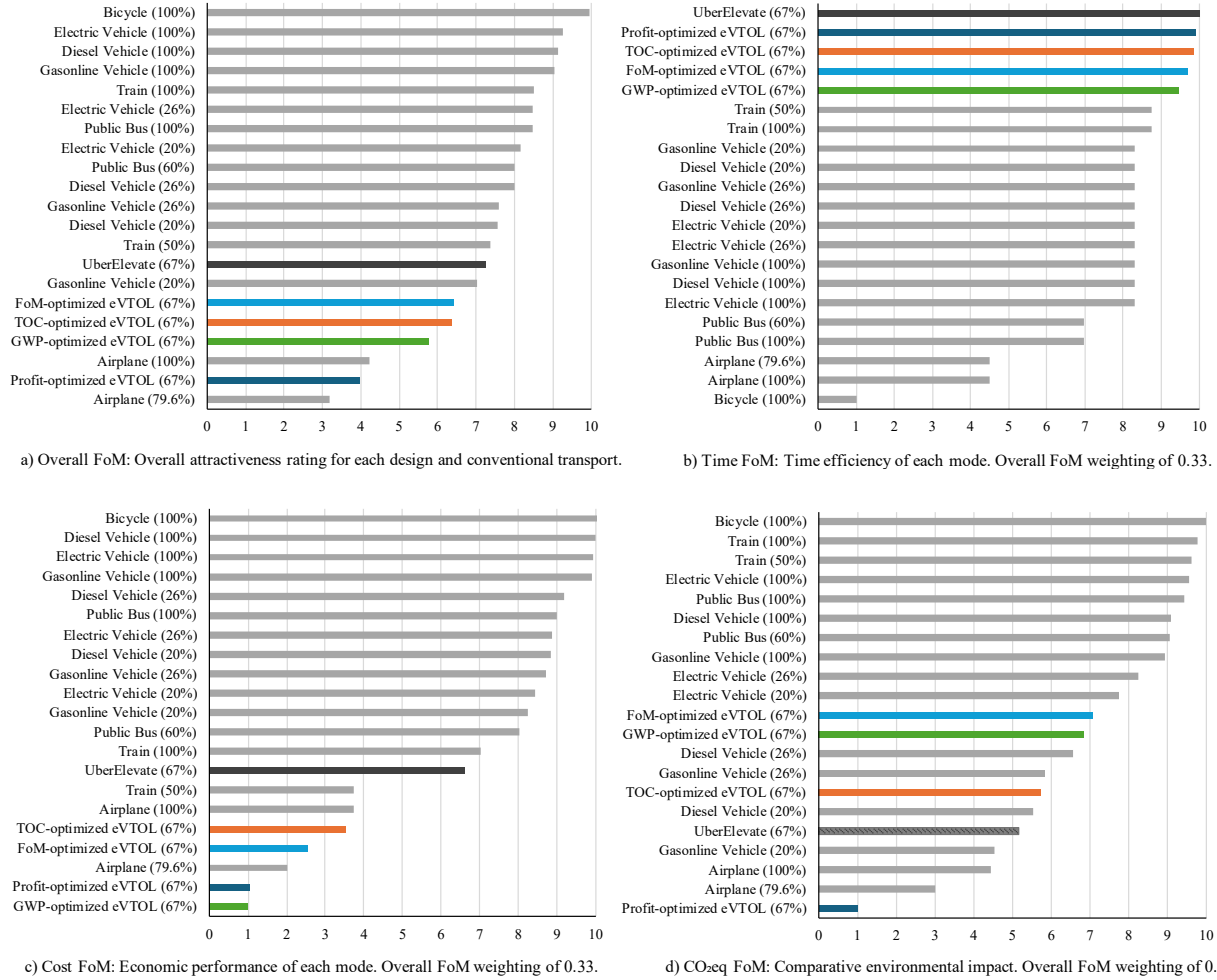 Bicycle (100%)
Electric Vehicle (100%)
Diesel Vehicle (100%)
Gasonline Vehicle (100%)
Train (100%)
Electric Vehicle (26%)
Public Bus (100%)
Electric Vehicle (20%)
Public Bus (60%)
Diesel Vehicle (26%)
Gasonline Vehicle (26%)
Diesel Vehicle (20%)
Train (50%)
UberElevate (67%)
Gasonline Vehicle (20%)
FoM-optimized eVTOL (67%)
TOC-optimized eVTOL (67%)
GWP-optimized eVTOL (67%)
Airplane (100%)
Profit-optimized eVTOL (67%)
Airplane (79.6%)
0 1 2 3 4 5 6 7 8 9 10
a) Overall FoM: Overall attractiveness rating for each design and conventional transport.
UberElevate (67%)
Profit-optimized eVTOL (67%)
TOC-optimized eVTOL (67%)
FoM-optimized eVTOL (67%)
GWP-optimized eVTOL (67%)
Train (50%)
Train (100%)
Gasonline Vehicle (20%)
Diesel Vehicle (20%)
Gasonline Vehicle (26%)
Diesel Vehicle (26%)
Electric Vehicle (20%)
Electric Vehicle (26%)
Gasonline Vehicle (100%)
Diesel Vehicle (100%)
Electric Vehicle (100%)
Public Bus (60%)
Public Bus (100%)
Airplane (79.6%)
Airplane (100%)
Bicycle (100%)
0 1 2 3 4 5 6 7 8 9 10
b) Time FoM: Time efficiency of each mode. Overall FoM weighting of 0.33.
Bicycle (100%)
Diesel Vehicle (100%)
Electric Vehicle (100%)
Gasonline Vehicle (100%)
Diesel Vehicle (26%)
Public Bus (100%)
Electric Vehicle (26%)
Diesel Vehicle (20%)
Gasonline Vehicle (26%)
Electric Vehicle (20%)
Gasonline Vehicle (20%)
Public Bus (60%)
Train (100%)
UberElevate (67%)
Train (50%)
Airplane (100%)
TOC-optimized eVTOL (67%)
FoM-optimized eVTOL (67%)
Airplane (79.6%)
Profit-optimized eVTOL (67%)
GWP-optimized eVTOL (67%)
0 1 2 3 4 5 6 7 8 9 10
c) Cost FoM: Economic performance of each mode. Overall FoM weighting of 0.33.
Bicycle (100%)
Train (100%)
Train (50%)
Electric Vehicle (100%)
Public Bus (100%)
Diesel Vehicle (100%)
Public Bus (60%)
Gasonline Vehicle (100%)
Electric Vehicle (26%)
Electric Vehicle (20%)
FoM-optimized eVTOL (67%)
GWP-optimized eVTOL (67%)
Diesel Vehicle (26%)
Gasonline Vehicle (26%)
TOC-optimized eVTOL (67%)
Diesel Vehicle (20%)
UberElevate (67%)
Gasonline Vehicle (20%)
Airplane (100%)
Airplane (79.6%)
Profit-optimized eVTOL (67%)
0 1 2 3 4 5 6 7 8 9 10
d) CO₂eq FoM: Comparative environmental impact. Overall FoM weighting of 0.